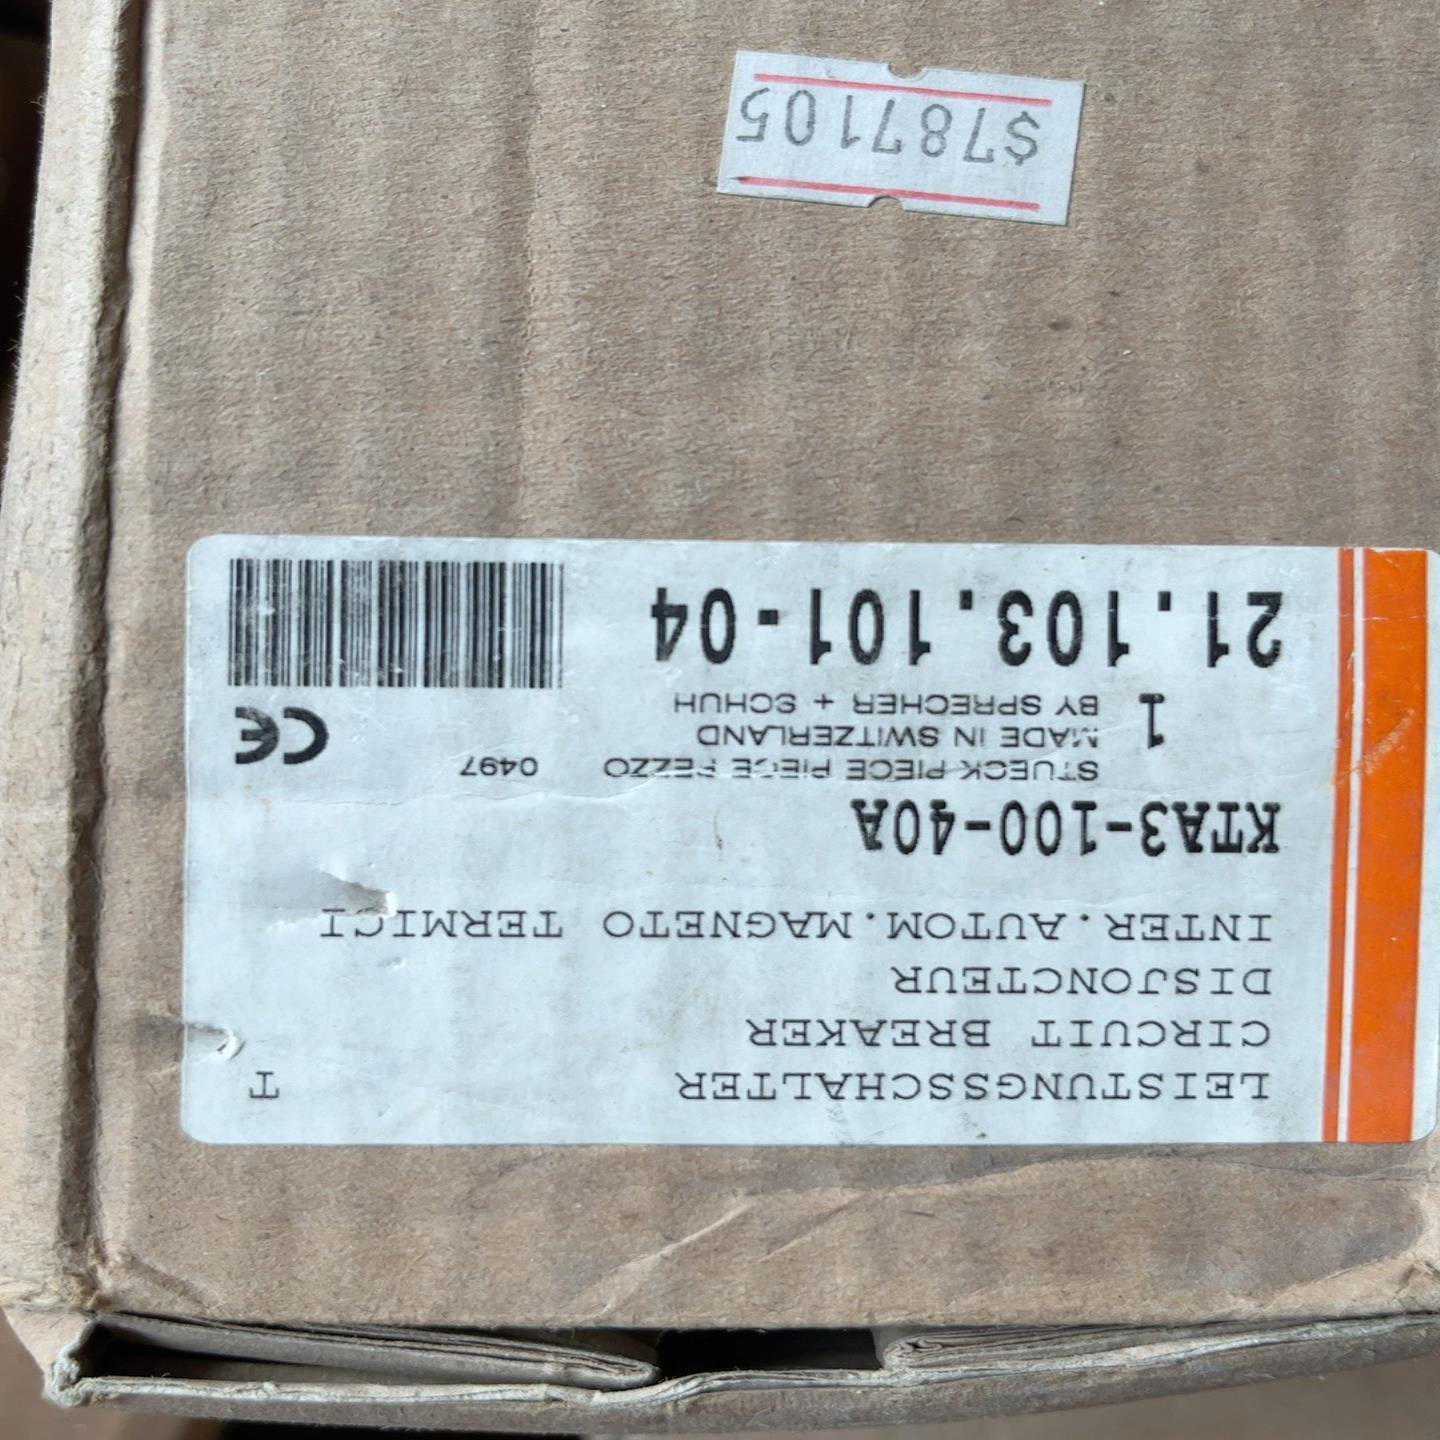 LEISTUNGSSCHALTER T
CIRCUIT BREAKER
DISJONCTEUR
INTER.AUTOM.MAGNETO TERMICI
KTA3-100-40A
STUECK PIECE PIECE PEZZO 0497
1 MADE IN SWITZERLAND CE
BY SPRECHER + SCHUH
21.103.101-04
$787105